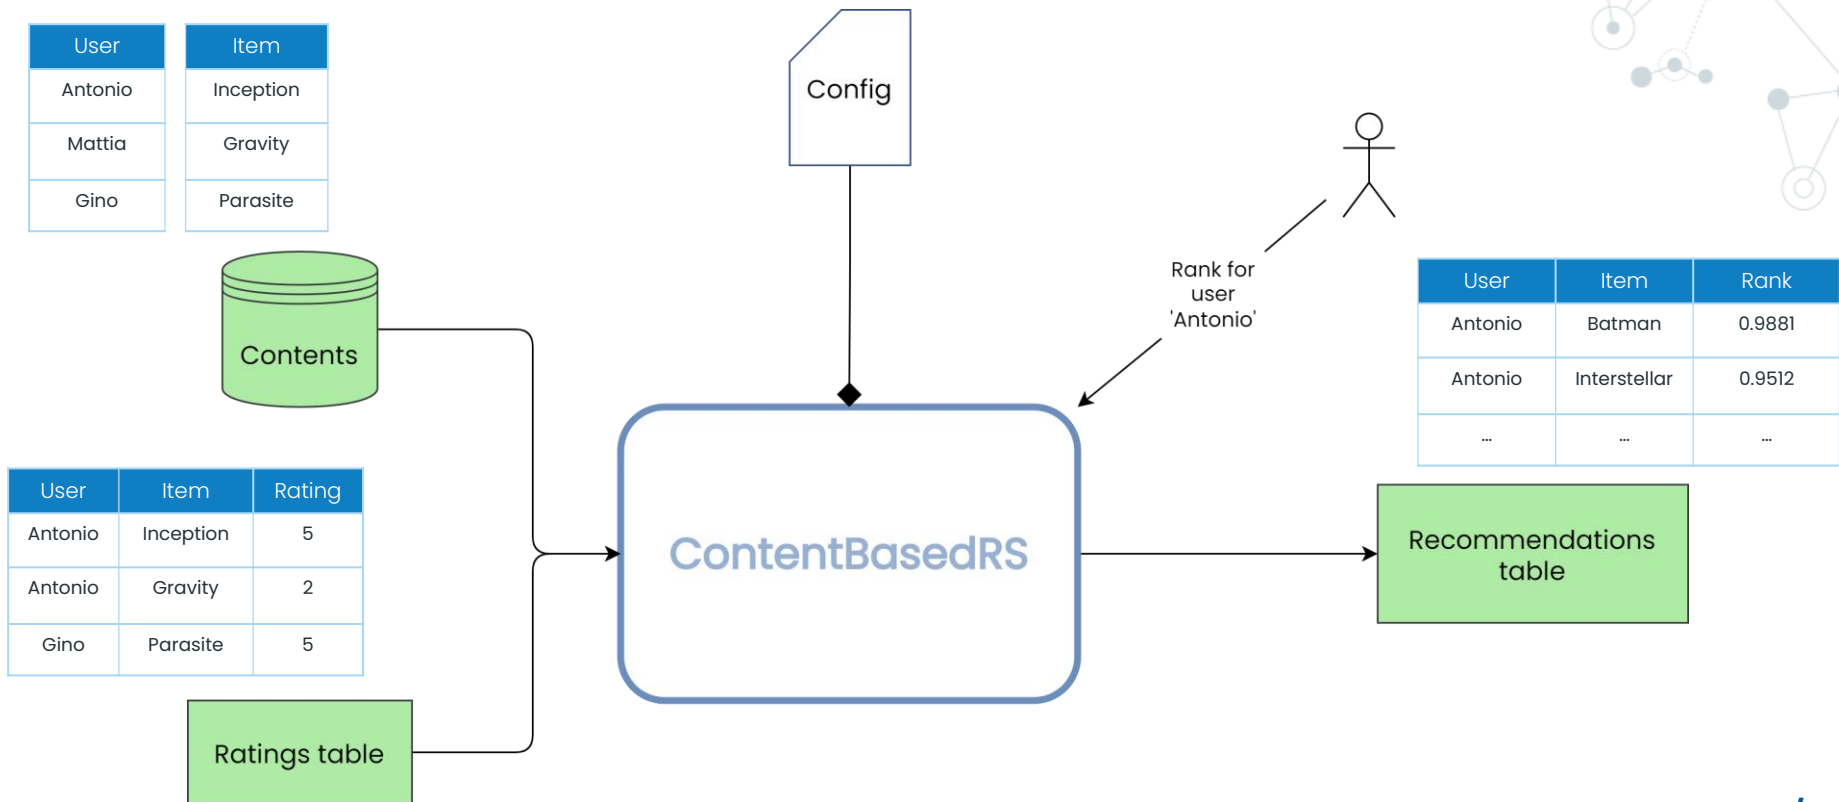 User Item
Antonio Inception
Mattia Gravity
Gino Parasite
Config
Contents
Rank for
user
'Antonio'
User Item Rank
Antonio Batman 0.9881
Antonio Interstellar 0.9512
... ... ...
User Item Rating
Antonio Inception 5
Antonio Gravity 2
Gino Parasite 5
ContentBasedRS
Recommendations
table
Ratings table